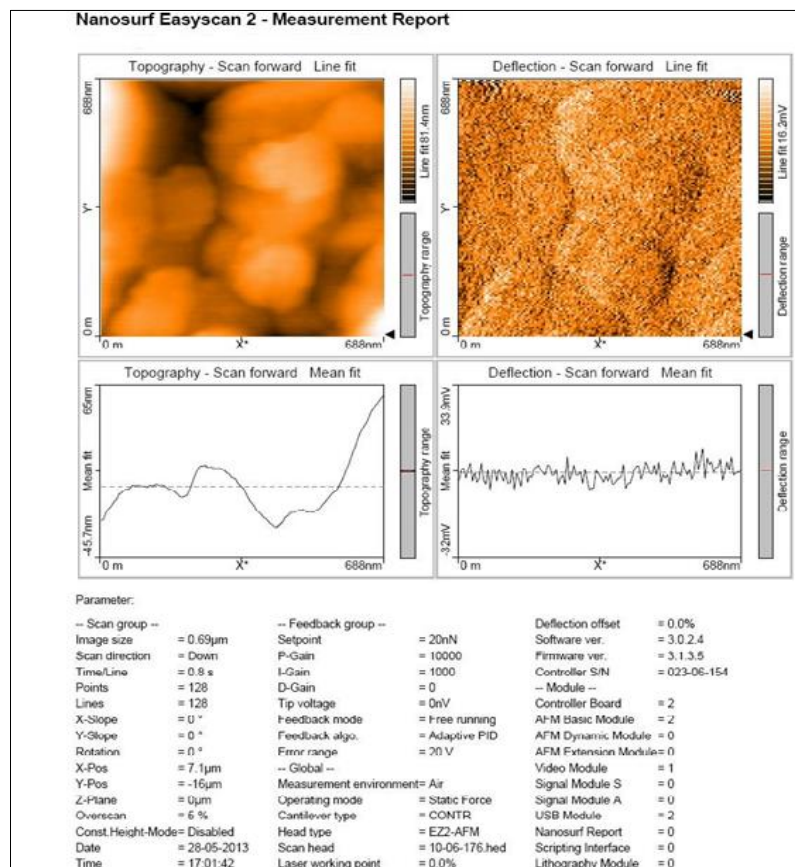 Nanosurf Easyscan 2 - Measurement Report
Topography - Scan forward Line fit
688nm
Y*
0 m
0 m
X*
688nm
Line fit 81.4nm
Topography range
Deflection - Scan forward Line fit
688nm
Y*
0 m
0 m
X*
688nm
Line fit 16.2mV
Deflection range
Topography - Scan forward Mean fit
65nm
Mean fit
-45.7nm
0 m
X*
688nm
Topography range
Deflection - Scan forward Mean fit
33.9mV
Mean fit
-32mV
0 m
X*
688nm
Deflection range
Parameter:
-- Scan group --
Image size = 0.69µm
Scan direction = Down
Time/Line = 0.8 s
Points = 128
Lines = 128
X-Slope = 0 °
Y-Slope = 0 °
Rotation = 0 °
X-Pos = 7.1µm
Y-Pos = -16µm
Z-Plane = 0µm
Overscan = 5 %
Const.Height-Mode= Disabled
Date = 28-05-2013
Time = 17:01:42
-- Feedback group --
Setpoint = 20nN
P-Gain = 10000
I-Gain = 1000
D-Gain = 0
Tip voltage = 0nV
Feedback mode = Free running
Feedback algo. = Adaptive PID
Error range = 20 V
-- Global --
Measurement environment= Air
Operating mode = Static Force
Cantilever type = CONTR
Head type = EZ2-AFM
Scan head = 10-06-176.hed
Laser working point = 0.0%
Deflection offset = 0.0%
Software ver. = 3.0.2.4
Firmware ver. = 3.1.3.5
Controller S/N = 023-06-154
-- Module --
Controller Board = 2
AFM Basic Module = 2
AFM Dynamic Module = 0
AFM Extension Module= 0
Video Module = 1
Signal Module S = 0
Signal Module A = 0
USB Module = 2
Nanosurf Report = 0
Scripting Interface = 0
Lithography Module = 0